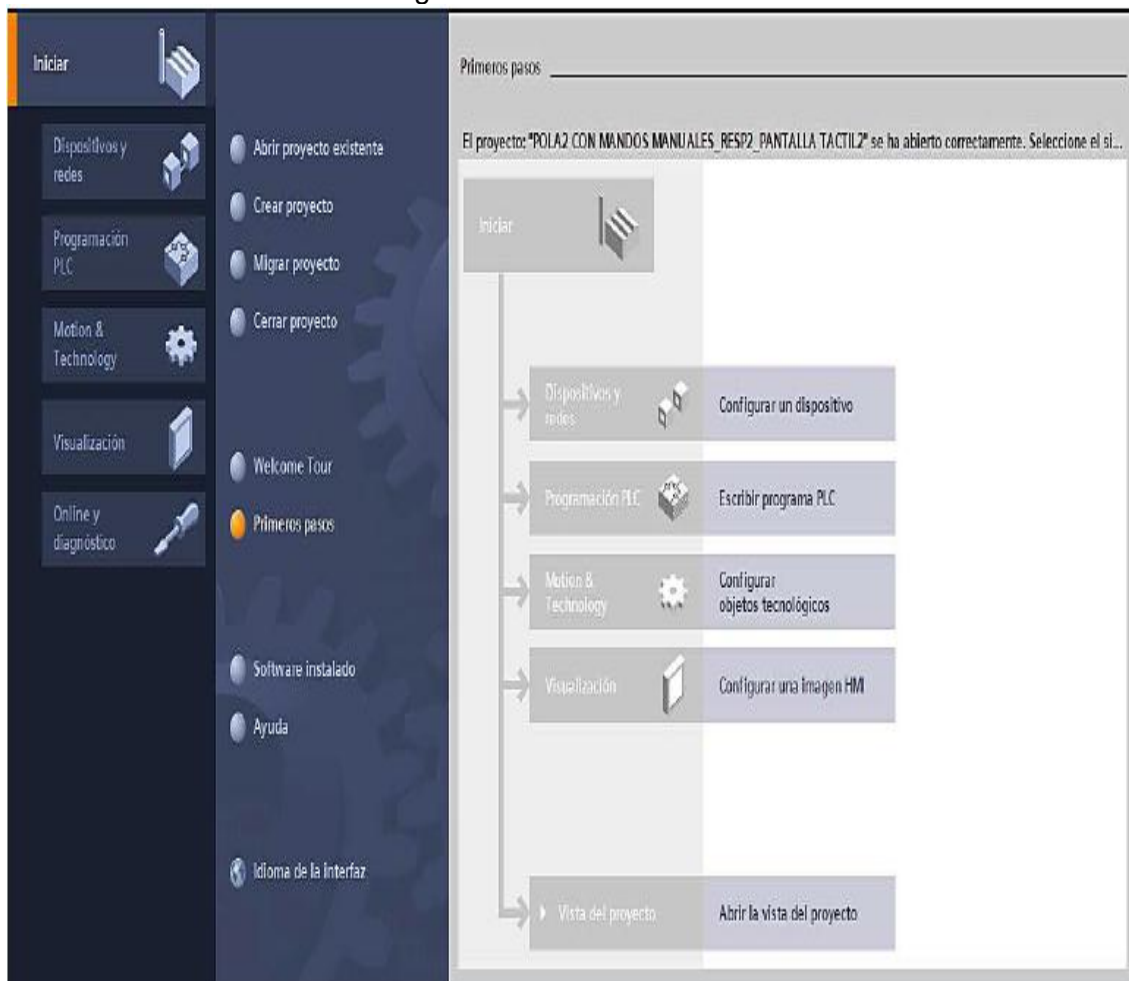 Iniciar
Dispositivos y
redes
Programación
PLC
Motion &
Technology
Visualización
Online y
diagnóstico
Abrir proyecto existente
Crear proyecto
Migrar proyecto
Cerrar proyecto
Welcome Tour
Primeros pasos
Software instalado
Ayuda
Idioma de la interfaz
Primeros pasos
El proyecto: "POLA2 CON MANDOS MANUALES_RESP2_PANTALLA TACTIL2" se ha abierto correctamente. Seleccione el si...
Iniciar
Dispositivos y
redes
Configurar un dispositivo
Programación PLC
Escribir programa PLC
Motion &
Technology
Configurar
objetos tecnológicos
Visualización
Configurar una imagen HMI
Vista del proyecto
Abrir la vista del proyecto